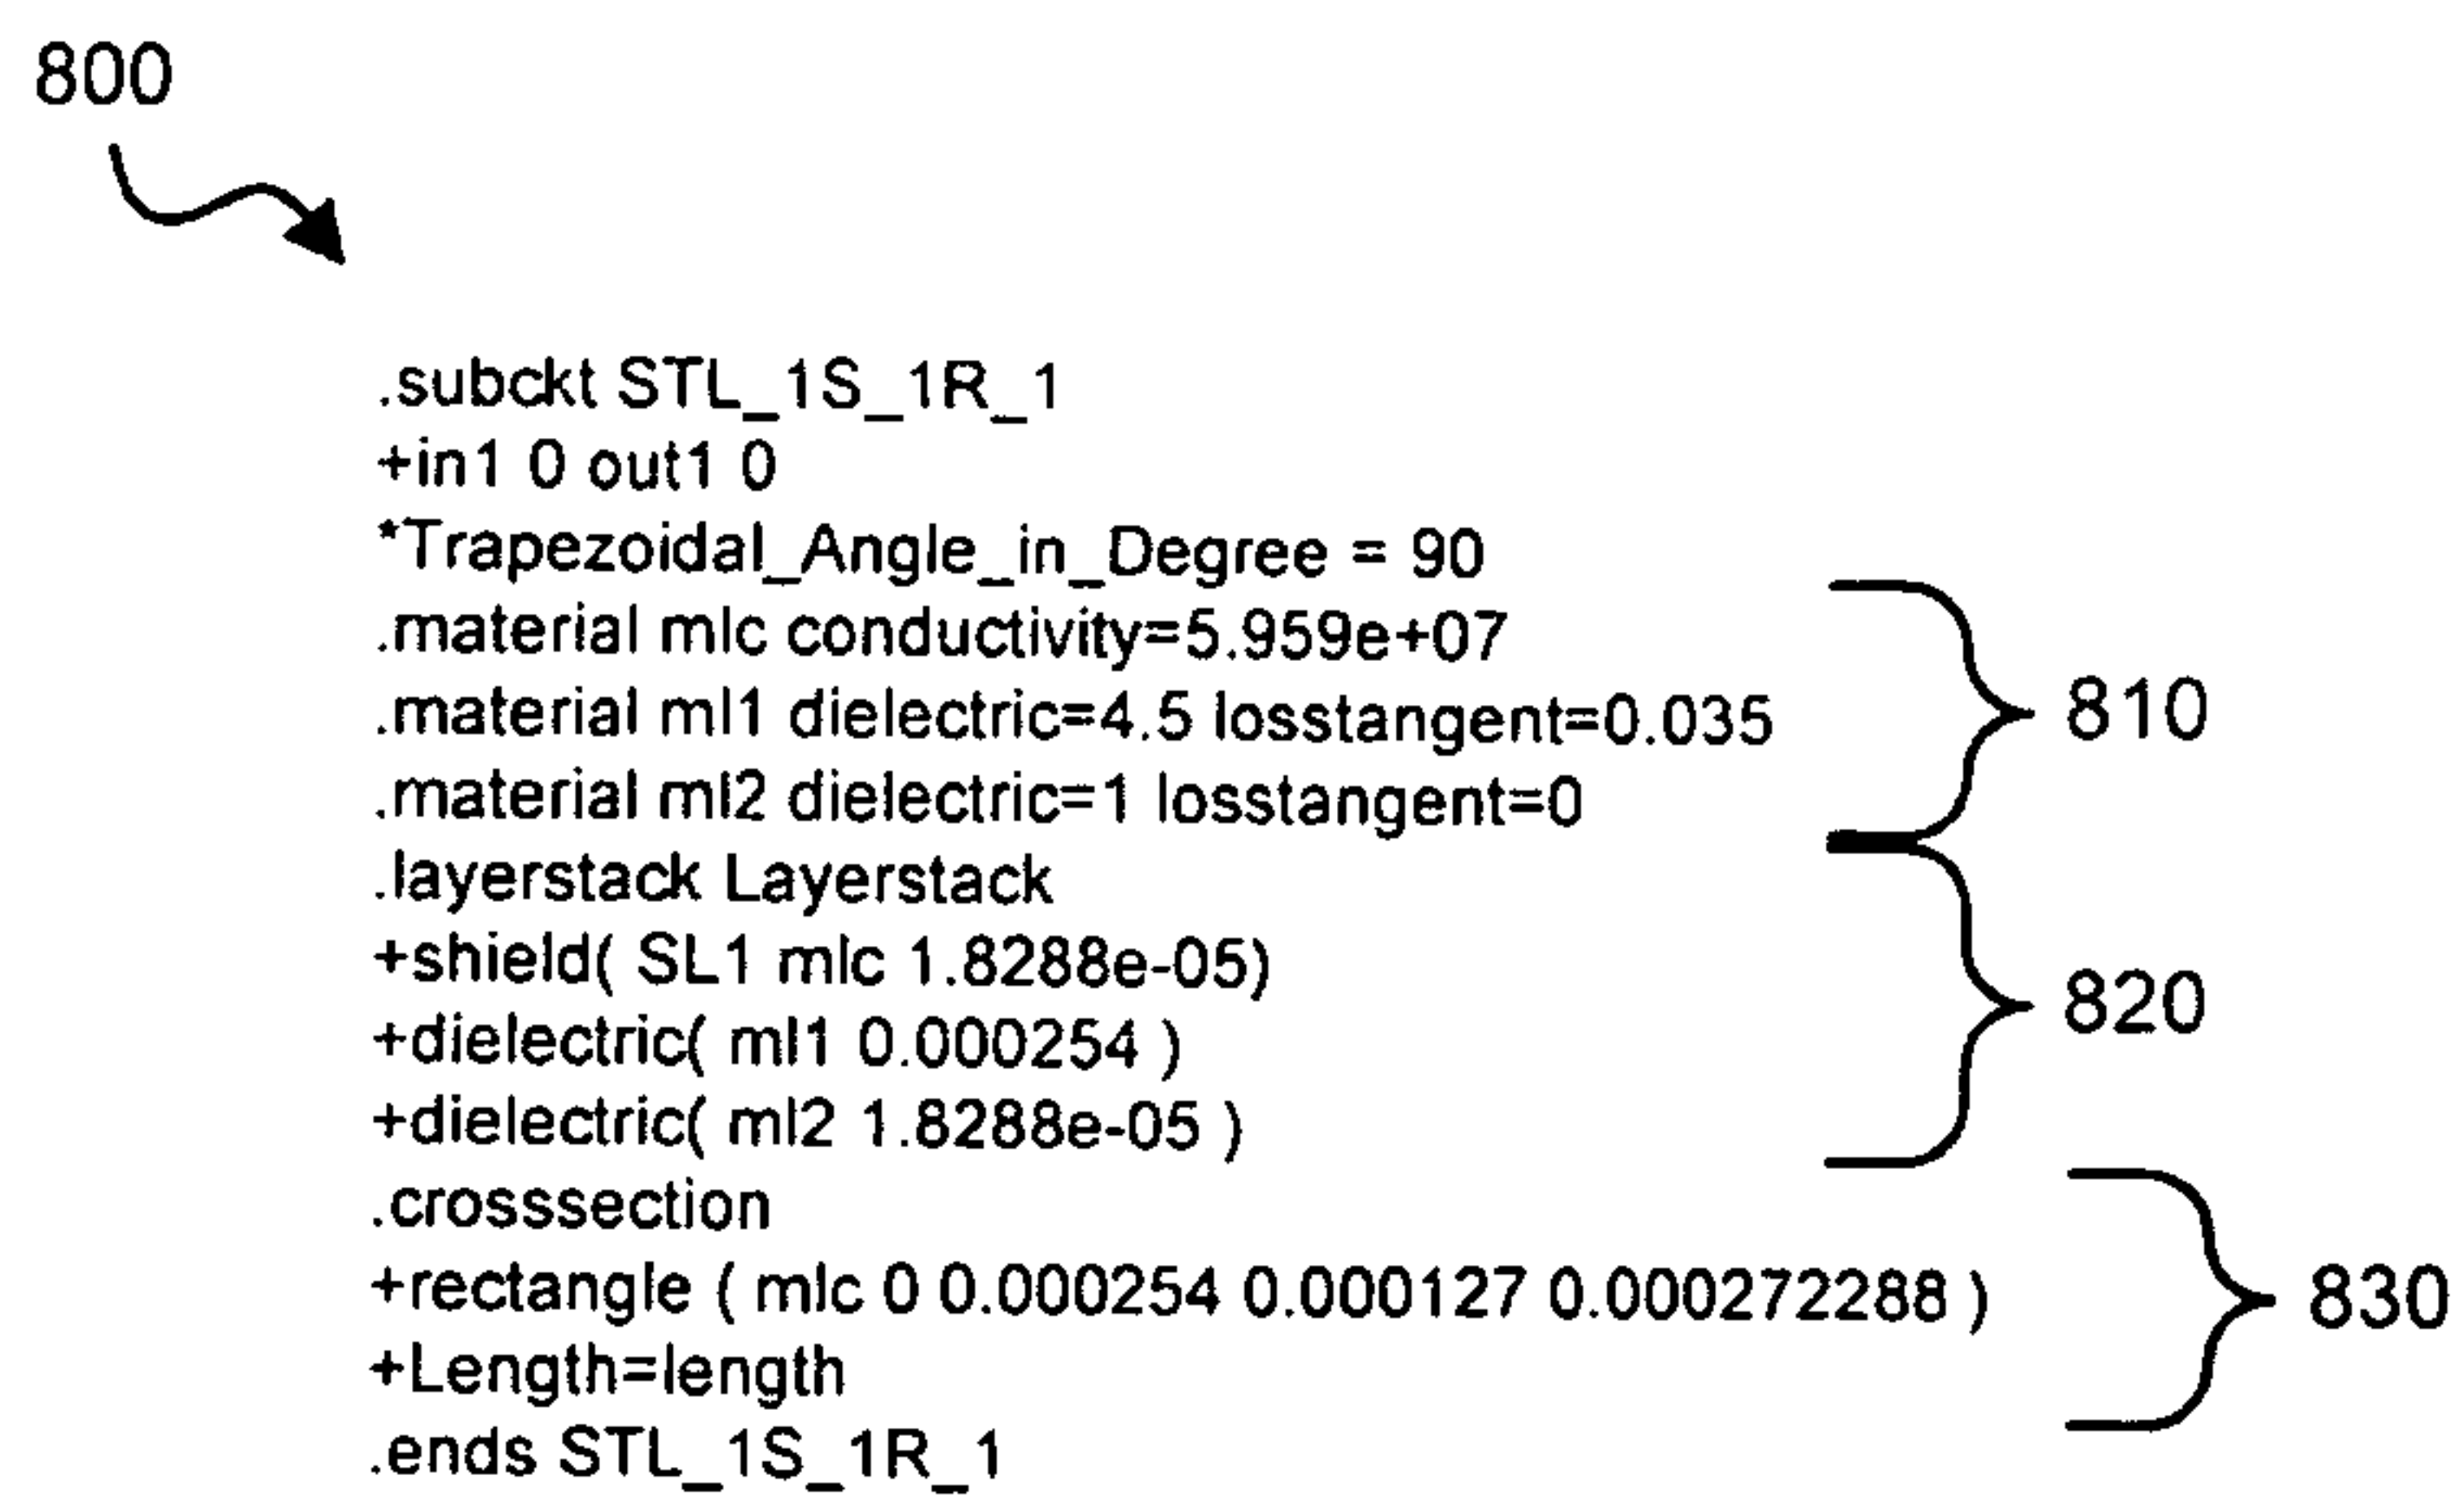 800
.subckt STL_1S_1R_1
+in1 0 out1 0
*Trapezoidal_Angle_in_Degree = 90
.material mlc conductivity=5.959e+07
.material ml1 dielectric=4.5 losstangent=0.035
.material ml2 dielectric=1 losstangent=0
810
.layerstack Layerstack
+shield( SL1 mlc 1.8288e-05)
+dielectric( ml1 0.000254 )
+dielectric( ml2 1.8288e-05 )
820
.crosssection
+rectangle ( mlc 0 0.000254 0.000127 0.000272288 )
+Length=length
830
.ends STL_1S_1R_1